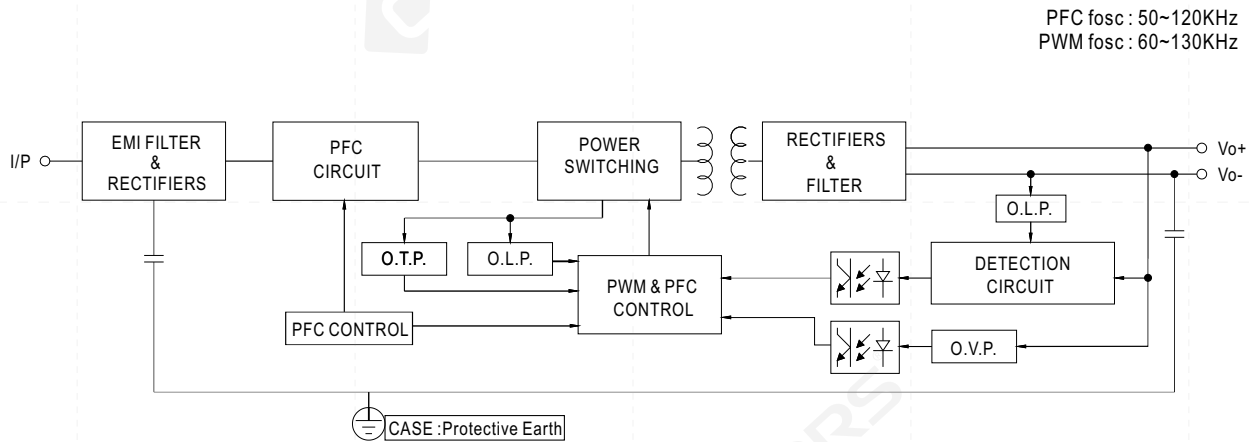 PFC fosc : 50~120KHz
PWM fosc : 60~130KHz
I/P
EMI FILTER
&
RECTIFIERS
PFC
CIRCUIT
POWER
SWITCHING
RECTIFIERS
&
FILTER
Vo+
Vo-
O.L.P.
O.T.P.
O.L.P.
PWM & PFC
CONTROL
DETECTION
CIRCUIT
PFC CONTROL
O.V.P.
CASE :Protective Earth